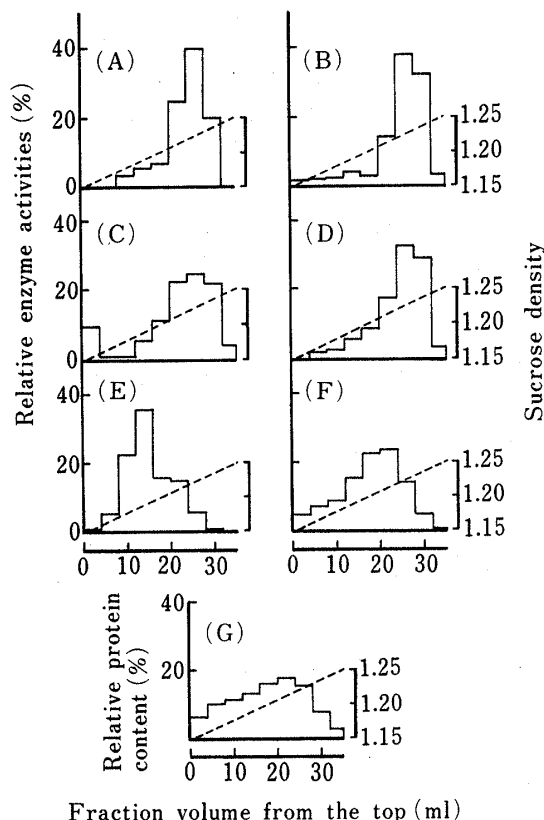 Relative enzyme activities (%)
Sucrose density
40
20
0
(A)
(B)
1.25
1.20
1.15
40
20
0
(C)
(D)
1.25
1.20
1.15
40
20
0
(E)
(F)
1.25
1.20
1.15
0 10 20 30
0 10 20 30
Relative protein
content (%)
40
20
(G)
1.25
1.20
1.15
0 10 20 30
Fraction volume from the top (ml)